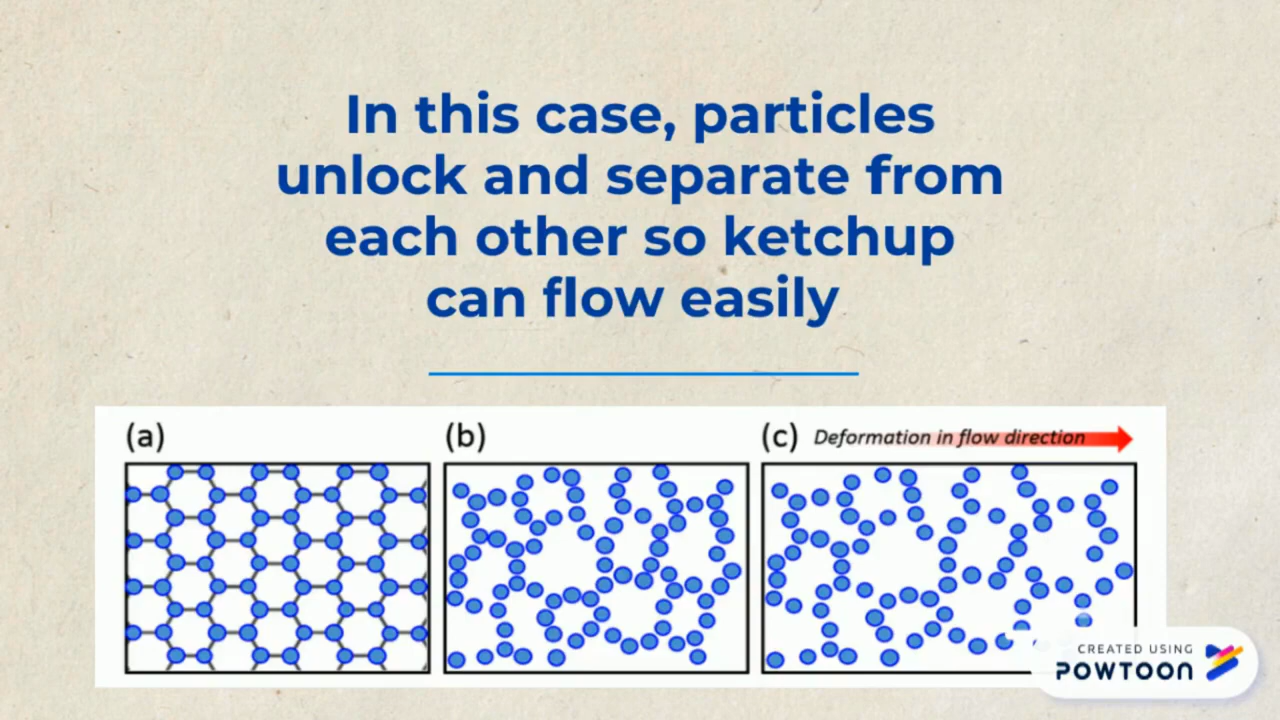 In this case, particles
unlock and separate from
each other so ketchup
can flow easily
(a)
(b)
(c) Deformation in flow direction
CREATED USING
POWTOON